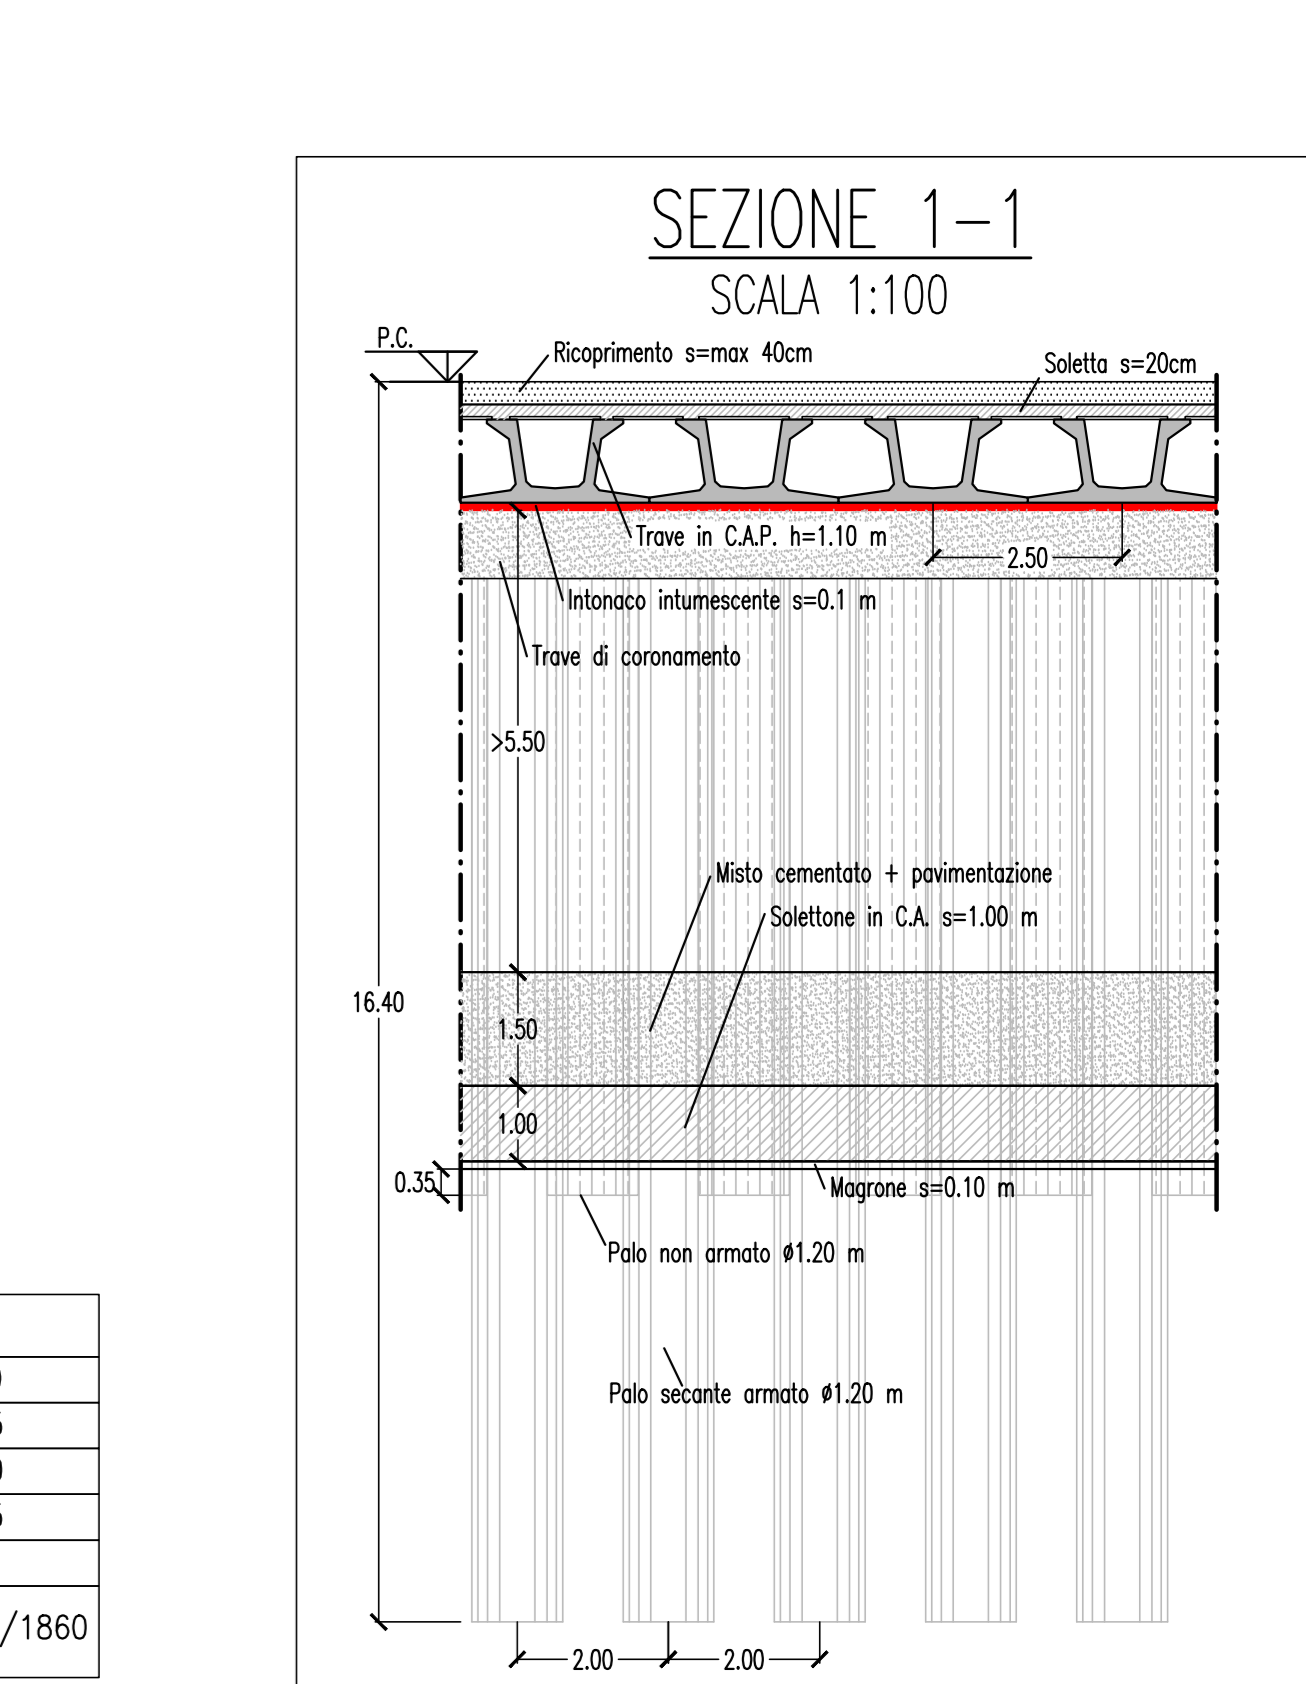 SEZIONE 1-1
SCALA 1:100
P.C.
Ricoprimento s=max 40cm
Soletta s=20cm
Trave in C.A.P. h=1.10 m
2.50
Intonaco intumescente s=0.1 m
Trave di coronamento
>5.50
Misto cementato + pavimentazione
Solettone in C.A. s=1.00 m
16.40
1.50
1.00
0.35
Magrone s=0.10 m
Palo non armato ø1.20 m
Palo secante armato ø1.20 m
/1860
2.00
2.00